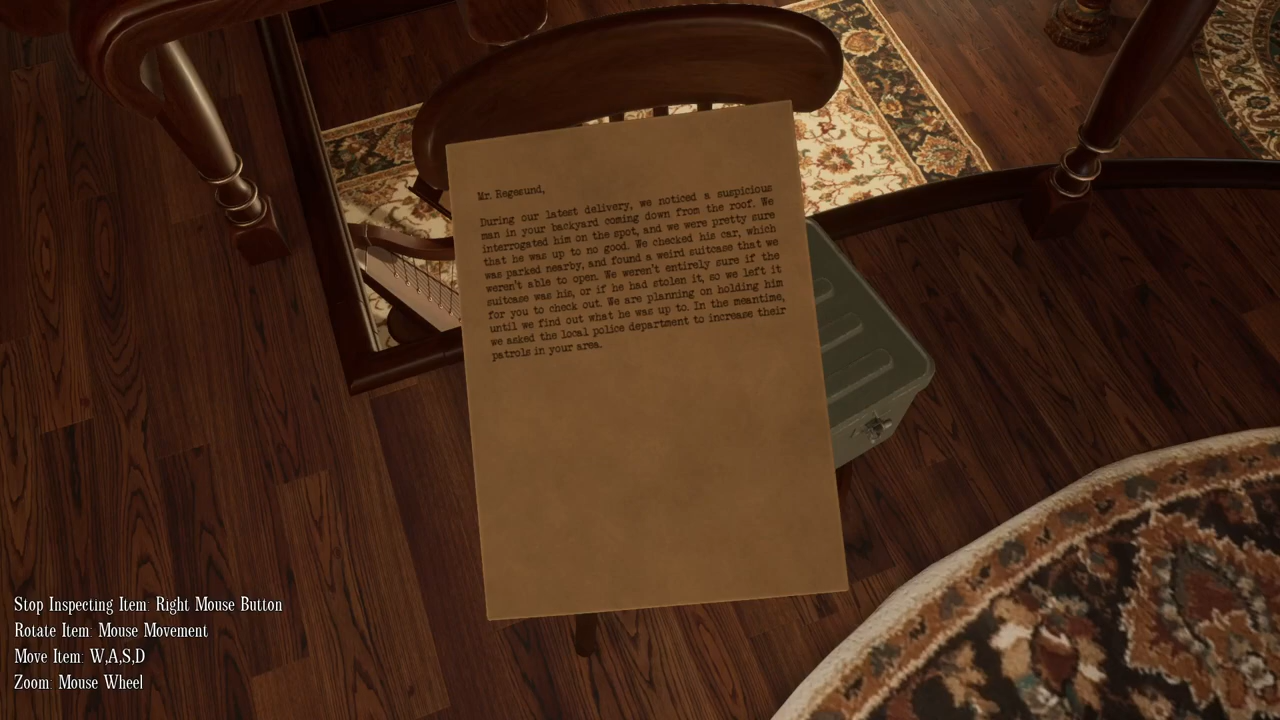 Mr. Regesund,
During our latest delivery, we noticed a suspicious
man in your backyard coming down from the roof. We
interrogated him on the spot, and we were pretty sure
that he was up to no good. We checked his car, which
was parked nearby, and found a weird suitcase that we
weren't able to open. We weren't entirely sure if the
suitcase was his, or if he had stolen it, so we left it
for you to check out. We are planning on holding him
until we find out what he was up to. In the meantime,
we asked the local police department to increase their
patrols in your area.
Stop Inspecting Item: Right Mouse Button
Rotate Item: Mouse Movement
Move Item: W,A,S,D
Zoom: Mouse Wheel